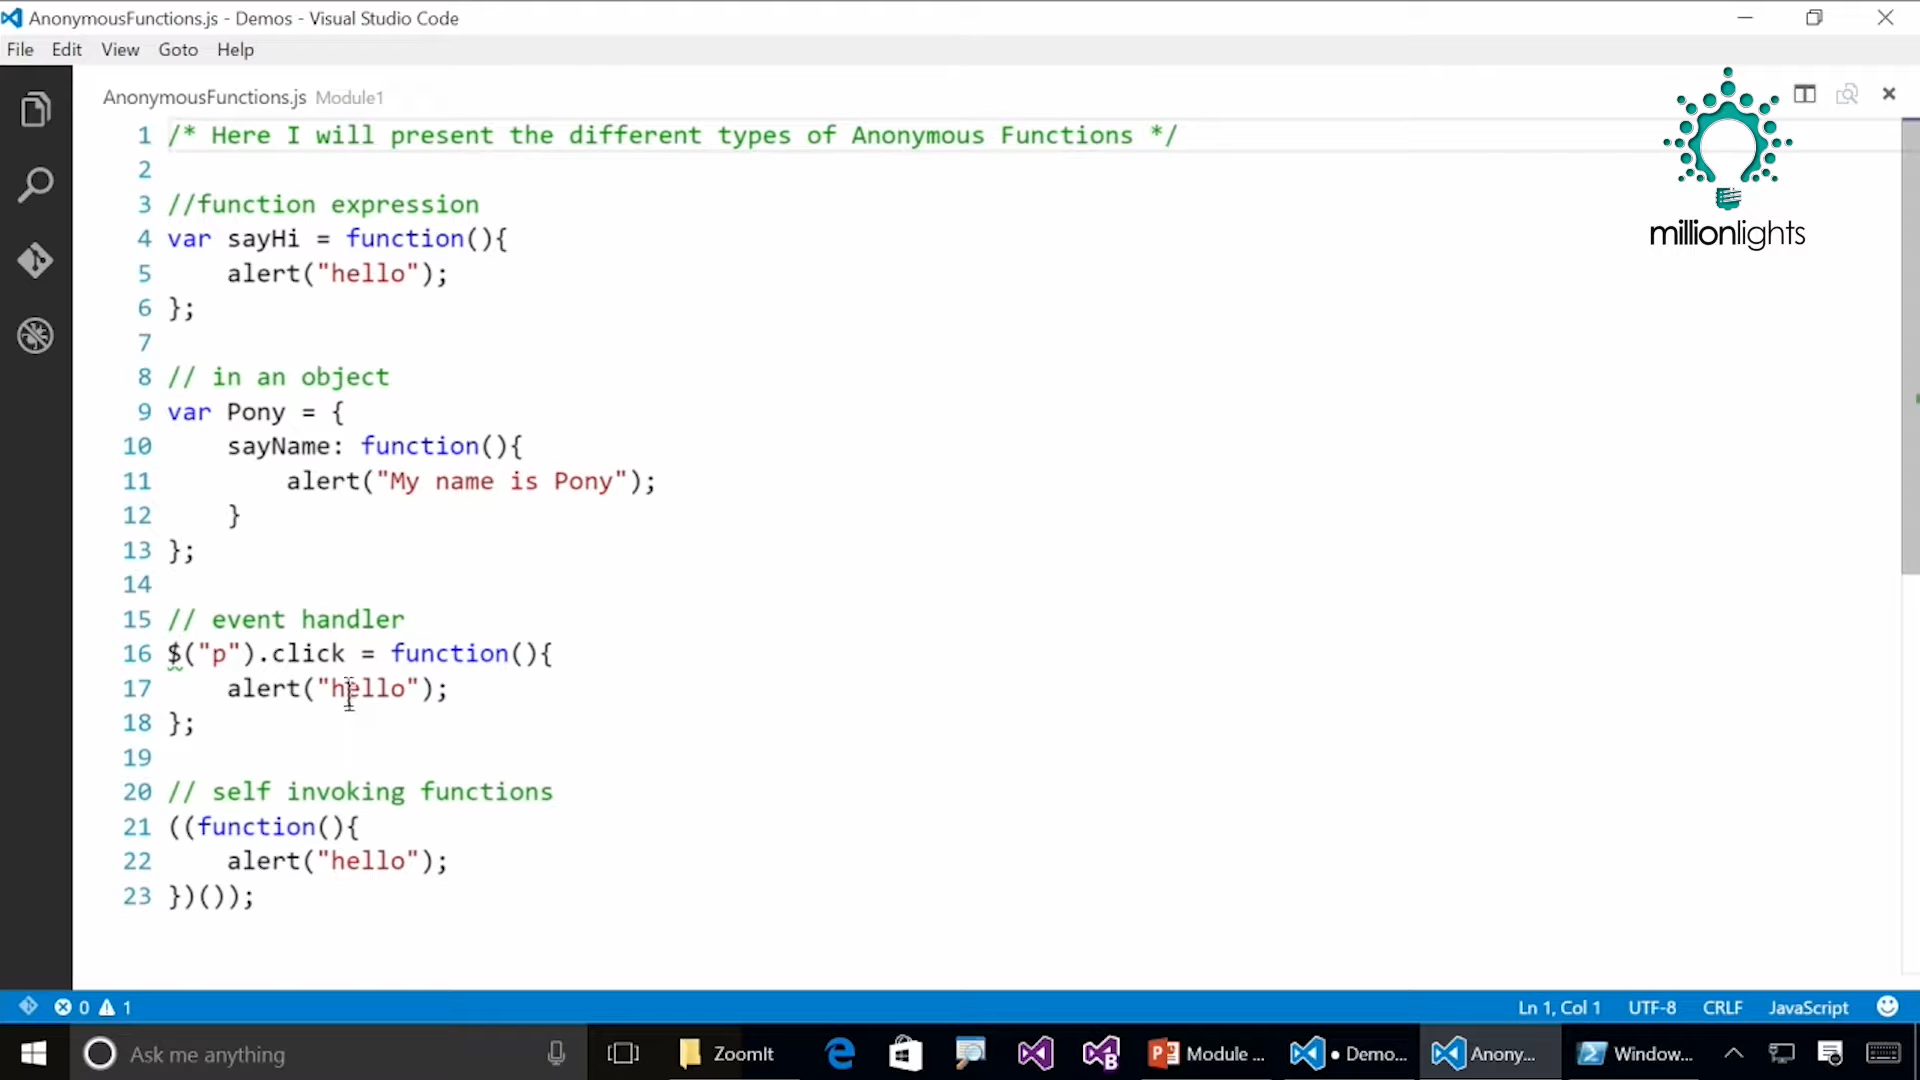 AnonymousFunctions.js - Demos - Visual Studio Code
File Edit View Goto Help
AnonymousFunctions.js Module1
millionlights
1 /* Here I will present the different types of Anonymous Functions */
2
3 //function expression
4 var sayHi = function(){
5 alert("hello");
6 };
7
8 // in an object
9 var Pony = {
10 sayName: function(){
11 alert("My name is Pony");
12 }
13 };
14
15 // event handler
16 $("p").click = function(){
17 alert("hello");
18 };
19
20 // self invoking functions
21 ((function(){
22 alert("hello");
23 })());
0 1 Ln 1, Col 1 UTF-8 CRLF JavaScript
Ask me anything ZoomIt Module ... • Demo... Anony... Window...